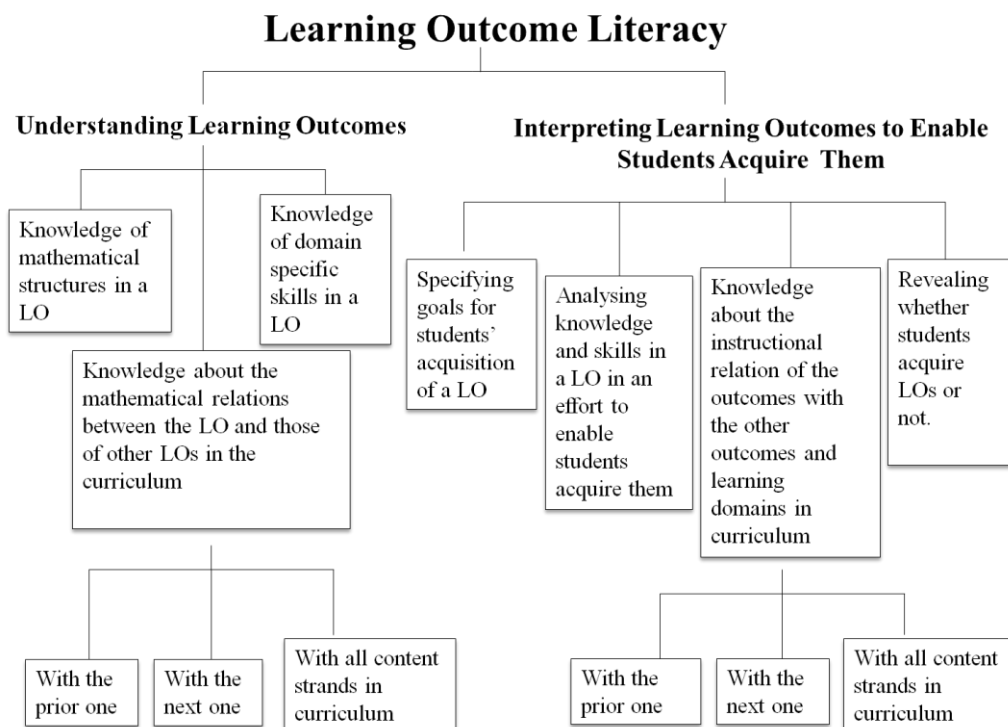 Learning Outcome Literacy
Understanding Learning Outcomes
Interpreting Learning Outcomes to Enable
Students Acquire Them
Knowledge of
mathematical
structures in a
LO
Knowledge
of domain
specific
skills in a
LO
Knowledge about the
mathematical relations
between the LO and those
of other LOs in the
curriculum
Specifying
goals for
students’
acquisition
of a LO
Analysing
knowledge
and skills in
a LO in an
effort to
enable
students
acquire them
Knowledge
about the
instructional
relation of the
outcomes with
the other
outcomes and
learning
domains in
curriculum
Revealing
whether
students
acquire
LOs or
not.
With the
prior one
With the
next one
With all content
strands in
curriculum
With the
prior one
With the
next one
With all content
strands in
curriculum